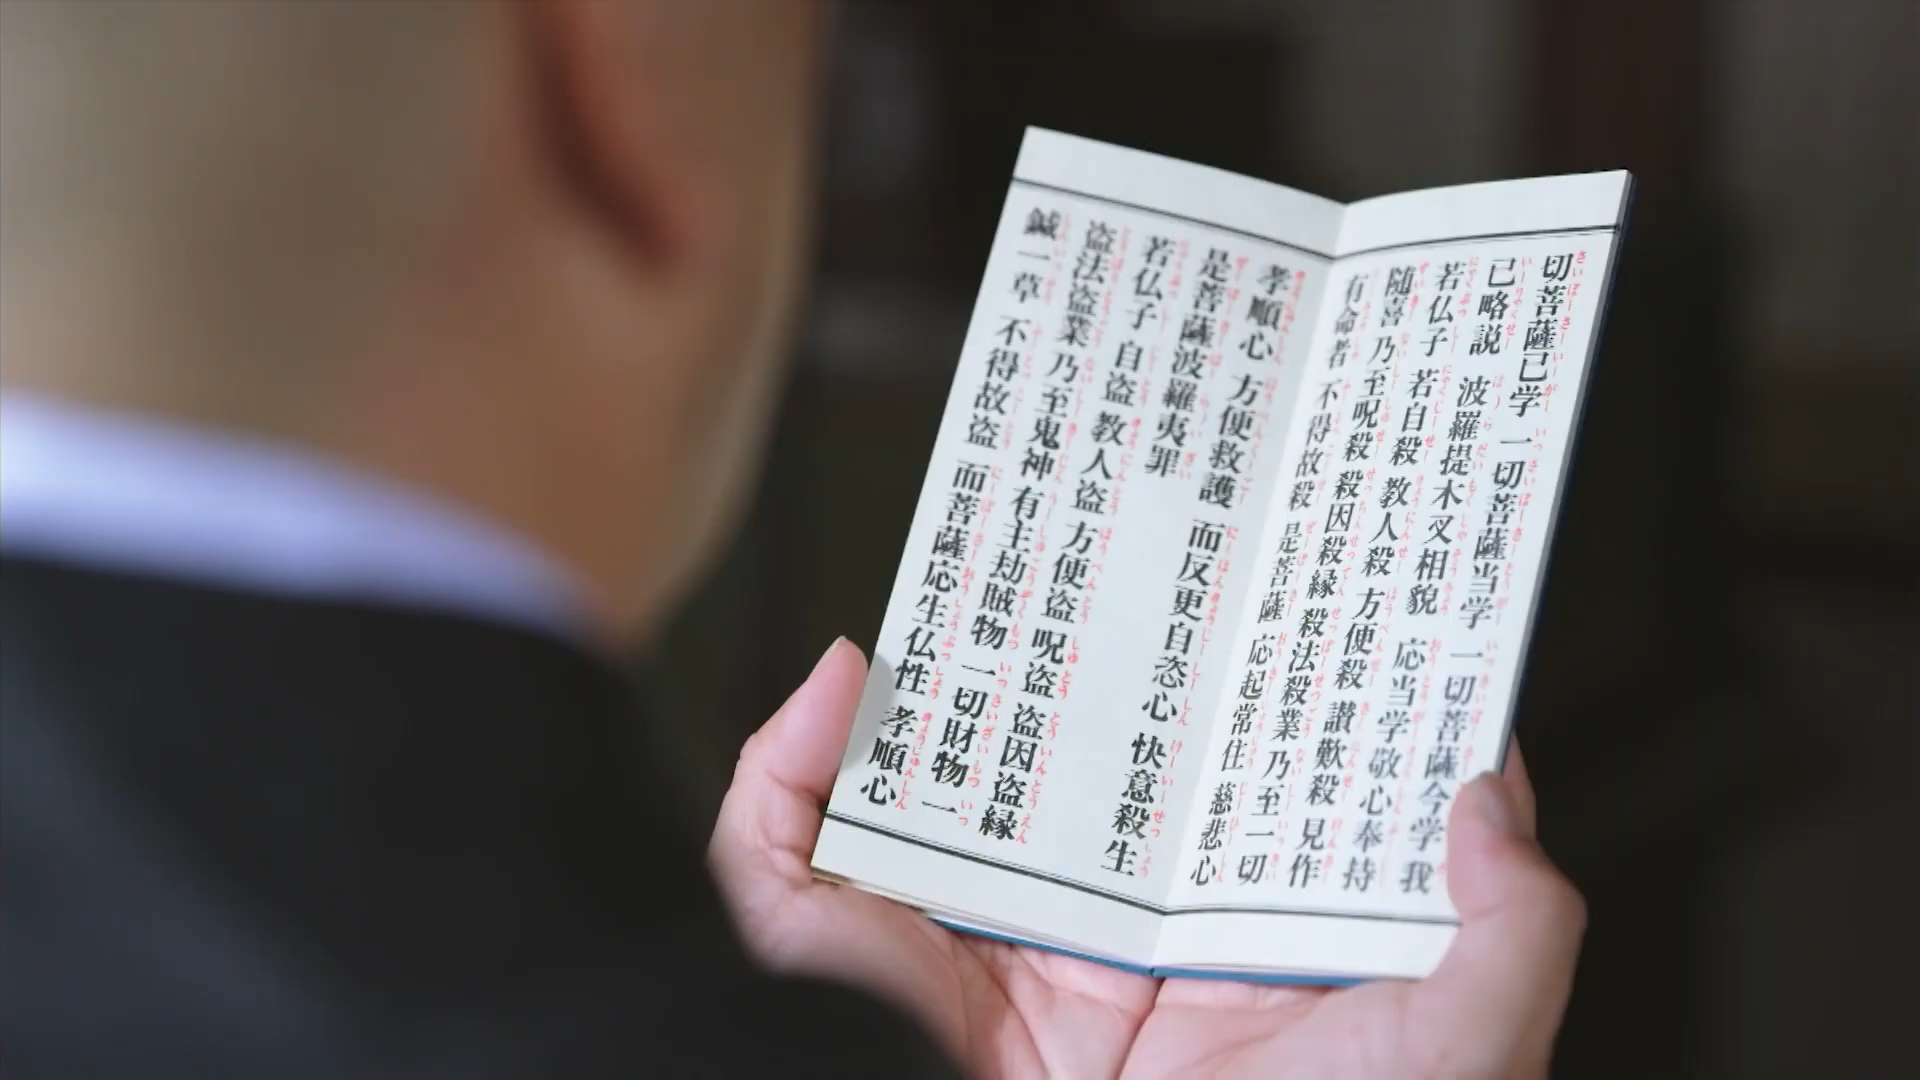 切菩薩已学 一切菩薩当学 一切菩薩今学 我
已略説 波羅提木叉相貌 応当学敬心奉持
若仏子 若自殺 教人殺 方便殺 讃歎殺 見作
随喜 乃至呪殺 殺因殺縁 殺法殺業 乃至一切
有命者 不得故殺 是菩薩 応起常住 慈悲心
孝順心 方便救護 而反更自恣心 快意殺生
是菩薩波羅夷罪
若仏子 自盗 教人盗 方便盗 呪盗 盗因盗縁
盗法盗業 乃至鬼神 有主劫賊物 一切財物 一
鍼一草 不得故盗 而菩薩応生仏性 孝順心